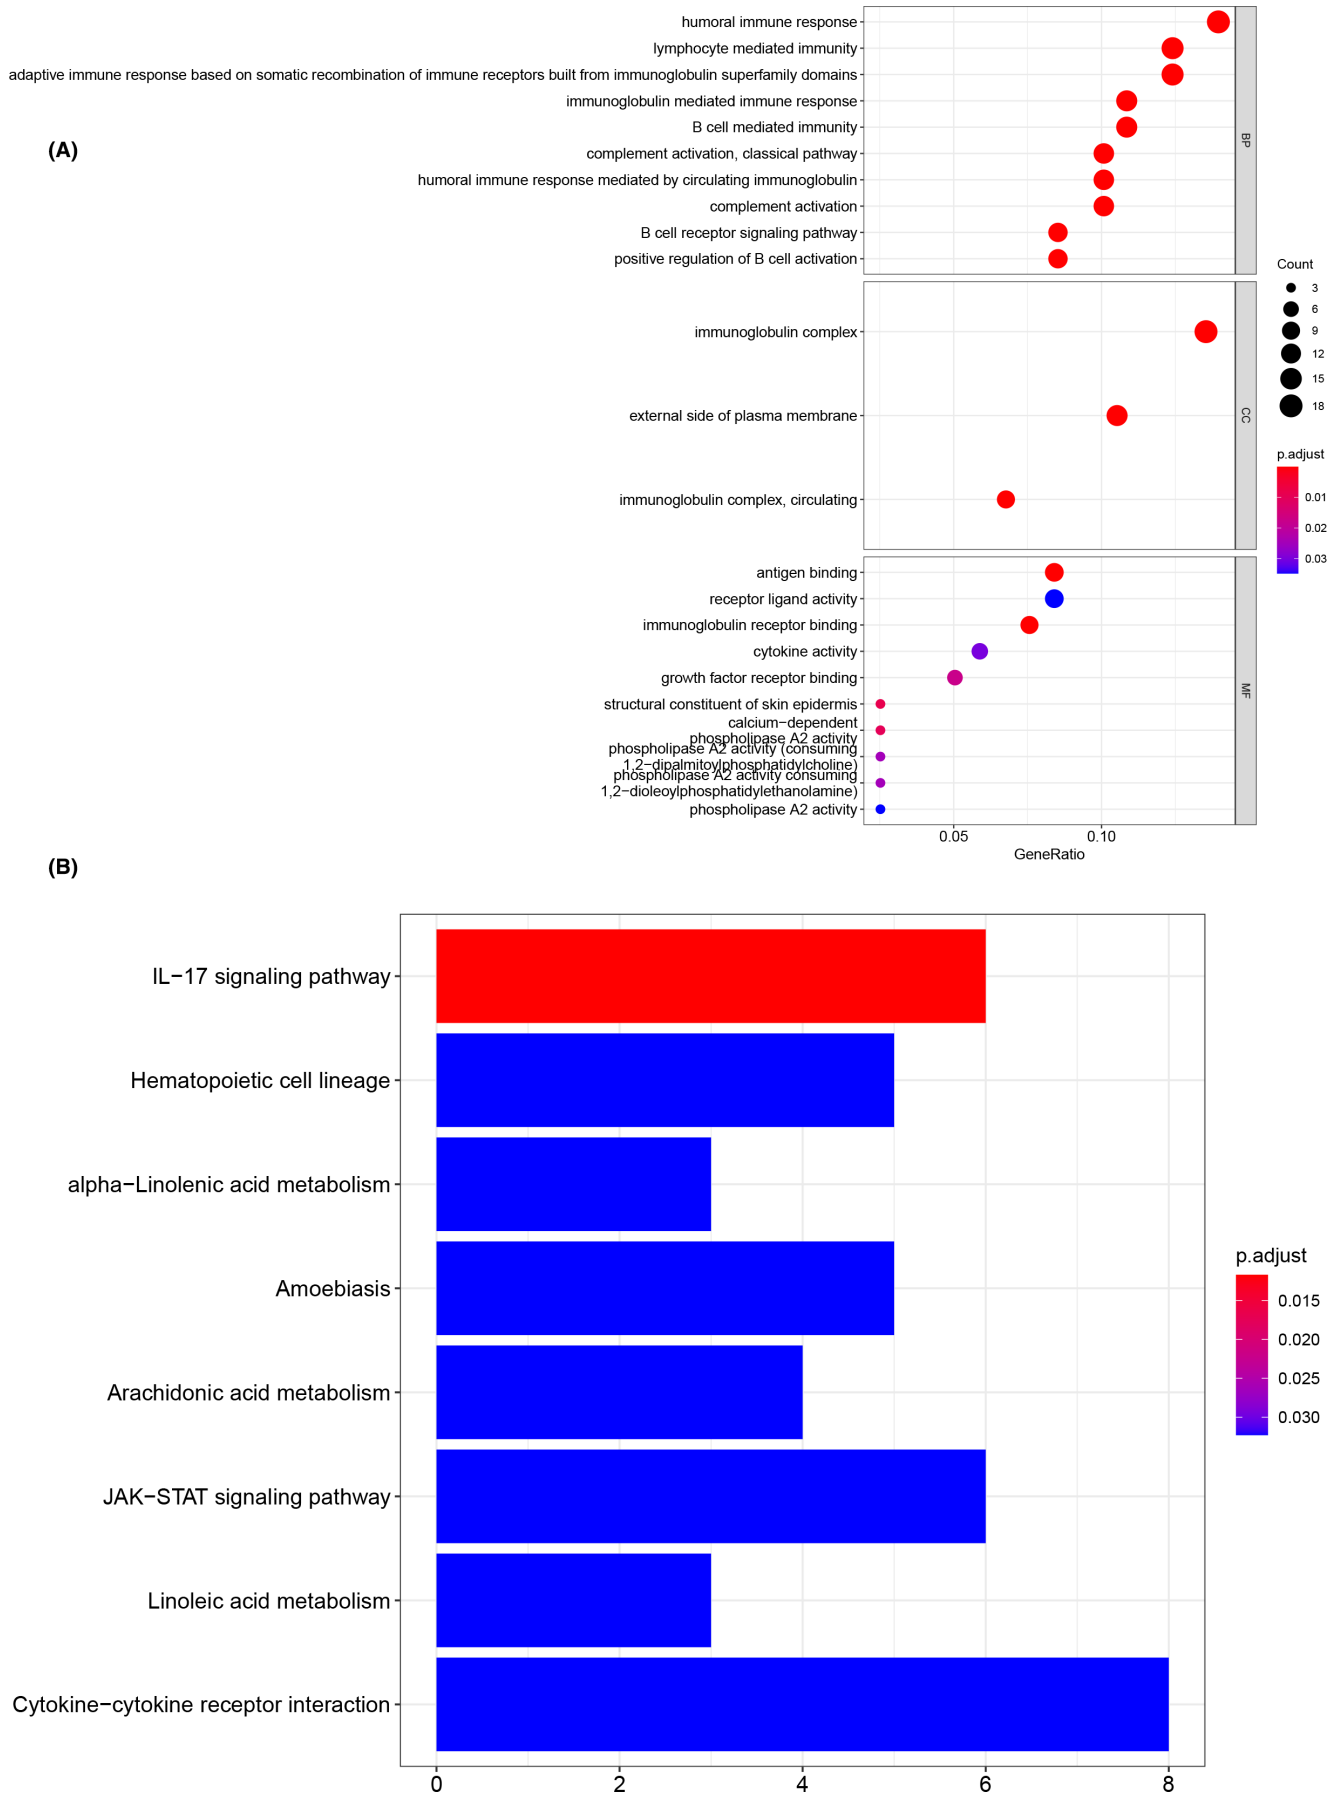 humoral immune response
lymphocyte mediated immunity
adaptive immune response based on somatic recombination of immune receptors built from immunoglobulin superfamily domains
immunoglobulin mediated immune response
B cell mediated immunity
(A)
complement activation, classical pathway
humoral immune response mediated by circulating immunoglobulin
complement activation
B cell receptor signaling pathway
positive regulation of B cell activation
BP
immunoglobulin complex
external side of plasma membrane
immunoglobulin complex, circulating
CC
antigen binding
receptor ligand activity
immunoglobulin receptor binding
cytokine activity
growth factor receptor binding
structural constituent of skin epidermis
calcium−dependent
phospholipase A2 activity
phospholipase A2 activity (consuming
1,2−dipalmitoylphosphatidylcholine)
phospholipase A2 activity consuming
1,2−dioleoylphosphatidylethanolamine)
phospholipase A2 activity
MF
0.05
0.10
GeneRatio
Count
3
6
9
12
15
18
p.adjust
0.01
0.02
0.03
(B)
IL−17 signaling pathway
Hematopoietic cell lineage
alpha−Linolenic acid metabolism
Amoebiasis
Arachidonic acid metabolism
JAK−STAT signaling pathway
Linoleic acid metabolism
Cytokine−cytokine receptor interaction
0
2
4
6
8
p.adjust
0.015
0.020
0.025
0.030